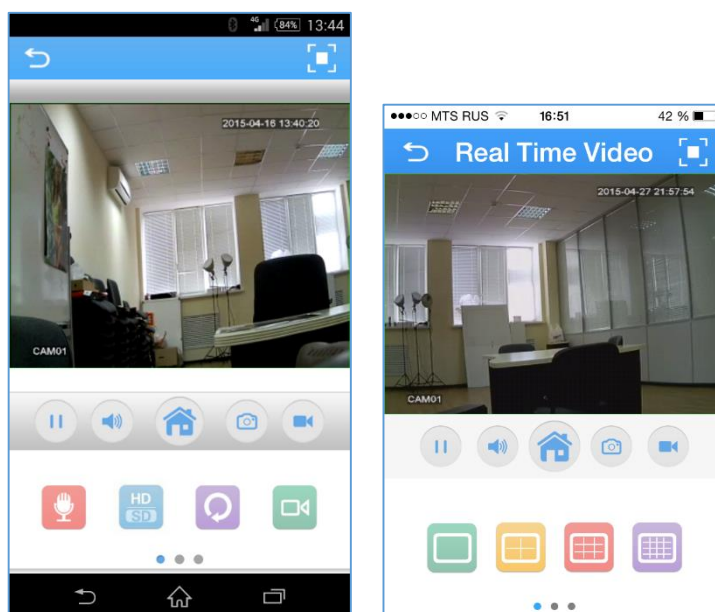 4G 84% 13:44
2015-04-16 13:40:20
CAM01
HD
SD
MTS RUS 16:51 42 %
Real Time Video
2015-04-27 21:57:54
CAM01